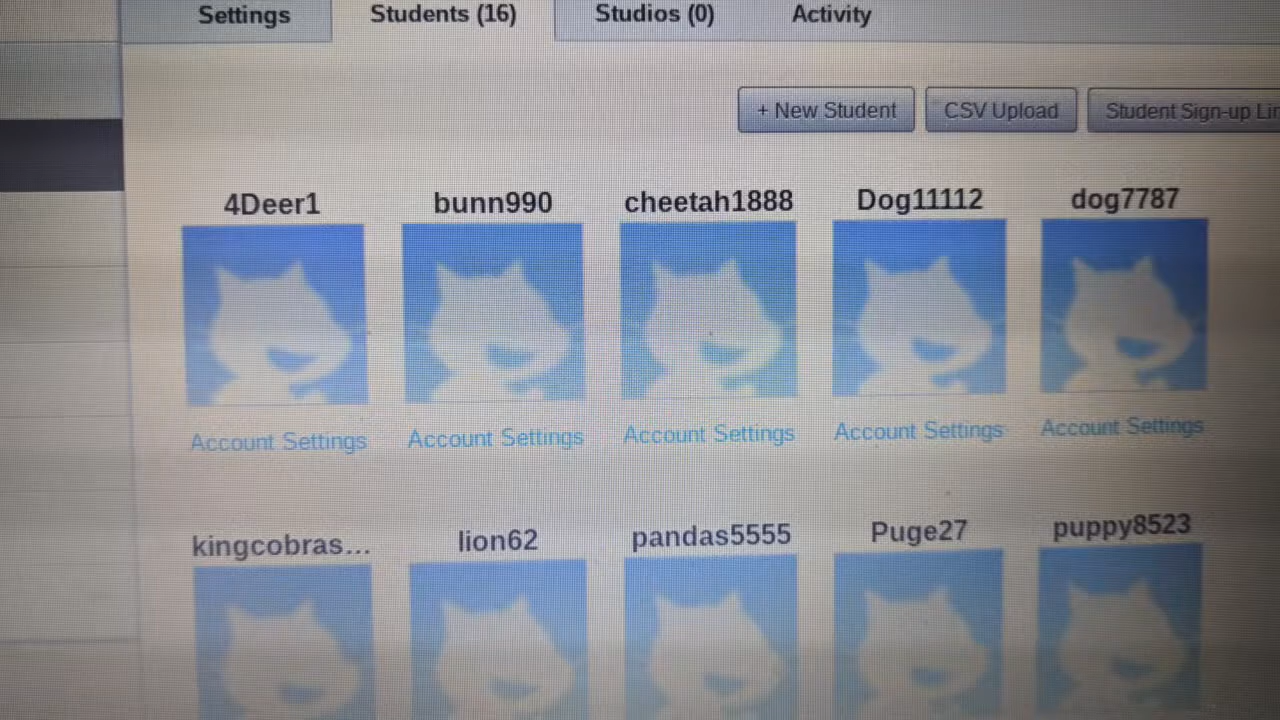 Settings Students (16) Studios (0) Activity
+ New Student CSV Upload Student Sign-up
4Deer1 bunn990 cheetah1888 Dog11112 dog7787
Account Settings Account Settings Account Settings Account Settings Account Settings
kingcobras... lion62 pandas5555 Puge27 puppy8523